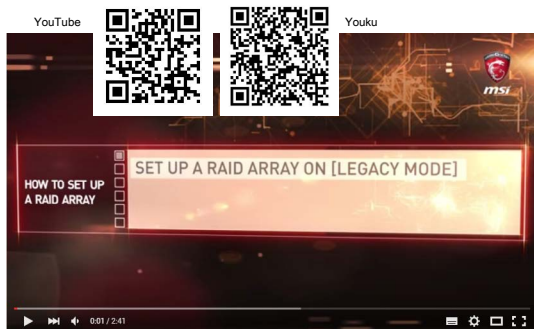 YouTube
Youku
msi
SET UP A RAID ARRAY ON [LEGACY MODE]
HOW TO SET UP
A RAID ARRAY
0:01 / 2:41